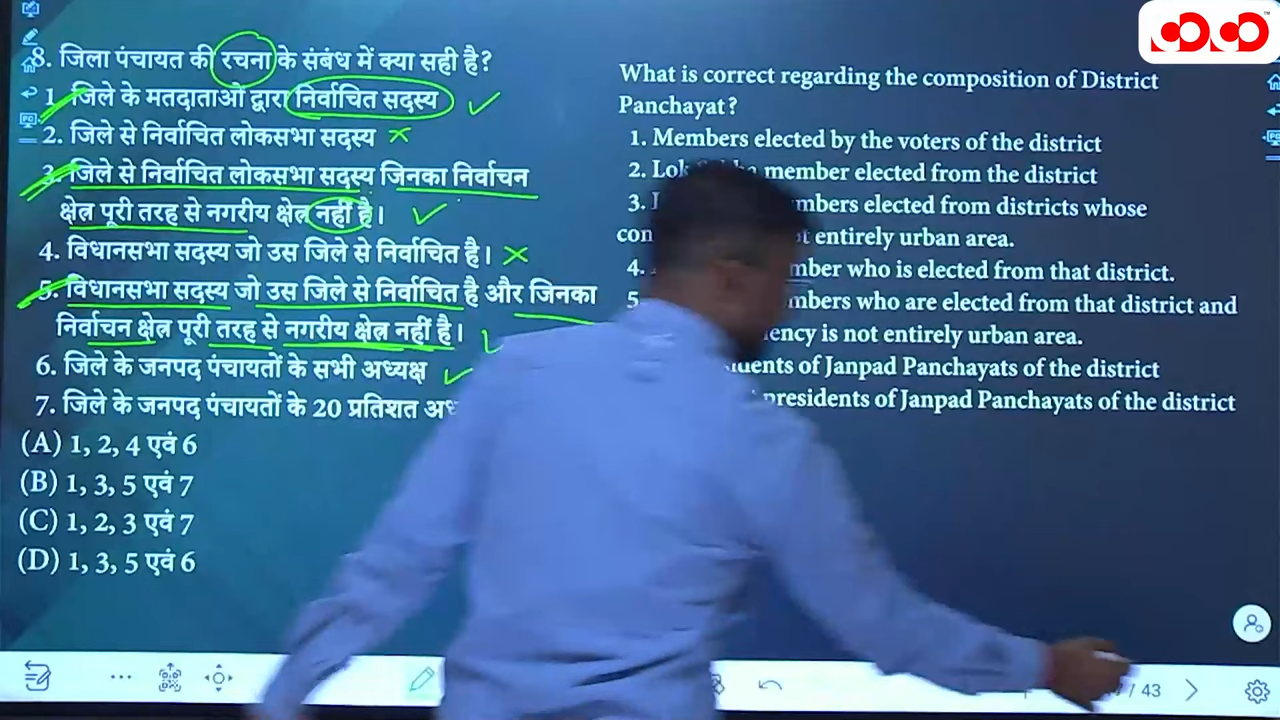 8. जिला पंचायत की रचना के संबंध में क्या सही है?
1. जिले के मतदाताओ द्वारा निर्वाचित सदस्य
2. जिले से निर्वाचित लोकसभा सदस्य
3. जिले से निर्वाचित लोकसभा सदस्य जिनका निर्वाचन
क्षेत्र पूरी तरह से नगरीय क्षेत्र नहीं है।
4. विधानसभा सदस्य जो उस जिले से निर्वाचित है।
5. विधानसभा सदस्य जो उस जिले से निर्वाचित है और जिनका
निर्वाचन क्षेत्र पूरी तरह से नगरीय क्षेत्र नहीं है।
6. जिले के जनपद पंचायतों के सभी अध्यक्ष
7. जिले के जनपद पंचायतों के 20 प्रतिशत
(A) 1, 2, 4 एवं 6
(B) 1, 3, 5 एवं 7
(C) 1, 2, 3 एवं 7
(D) 1, 3, 5 एवं 6
What is correct regarding the composition of District
Panchayat?
1. Members elected by the voters of the district
2. Lok member elected from the district
3. elected from districts whose
entirely urban area.
4. who is elected from that district.
5 who are elected from that district and
is not entirely urban area.
of Janpad Panchayats of the district
presidents of Janpad Panchayats of the district
/ 43